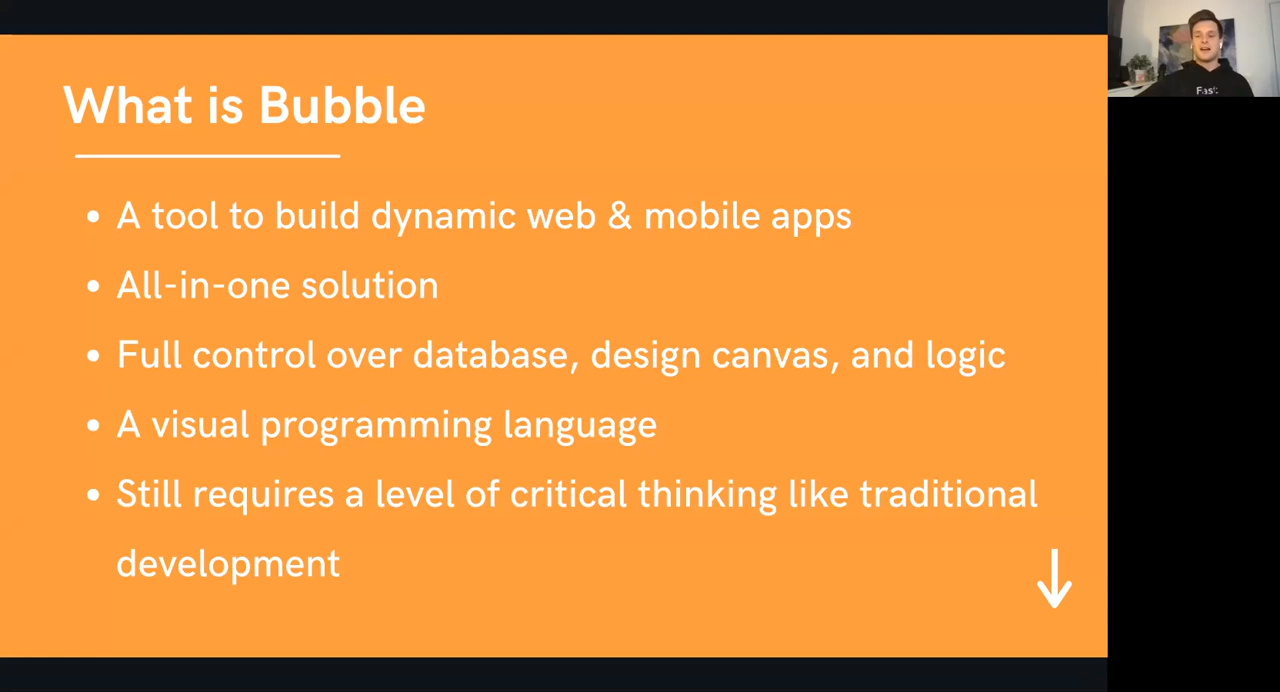 What is Bubble
A tool to build dynamic web & mobile apps
All-in-one solution
Full control over database, design canvas, and logic
A visual programming language
Still requires a level of critical thinking like traditional
development